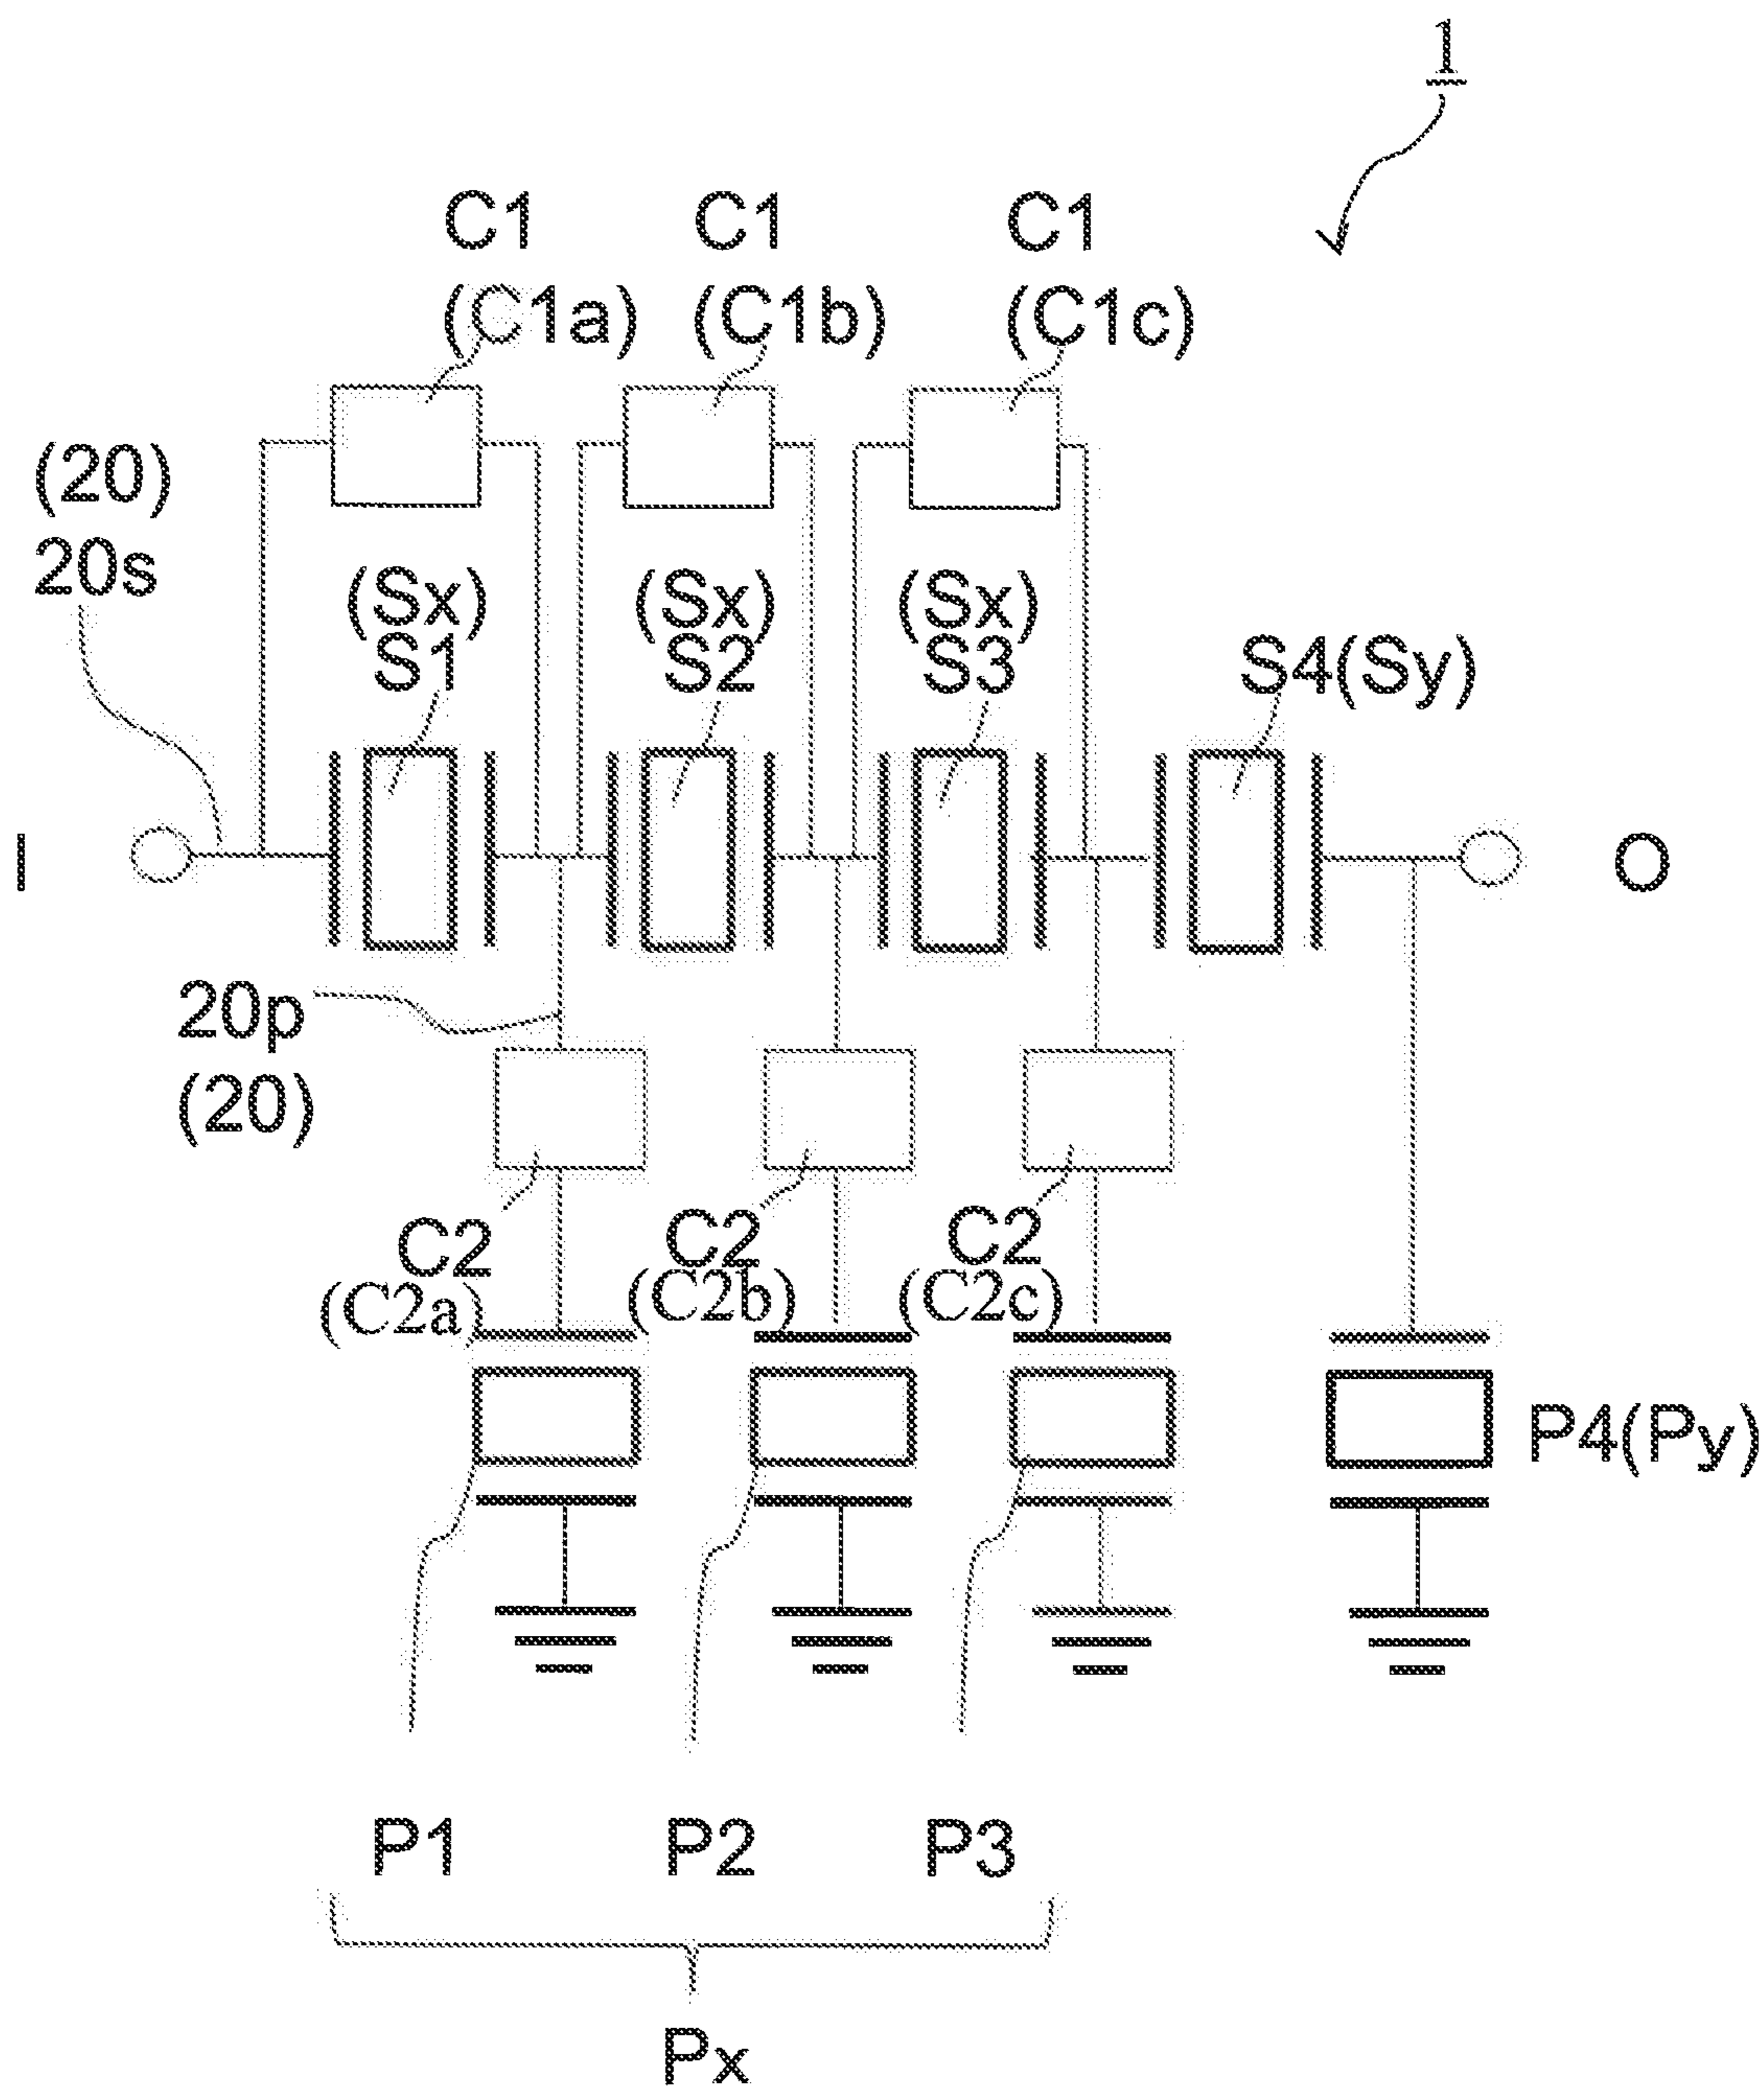 1
C1 C1 C1
(C1a) (C1b) (C1c)
(20)
20s
(Sx) (Sx) (Sx)
S1 S2 S3 S4(Sy)
I O
20p
(20)
C2 C2 C2
(C2a) (C2b) (C2c)
P4(Py)
P1 P2 P3
Px